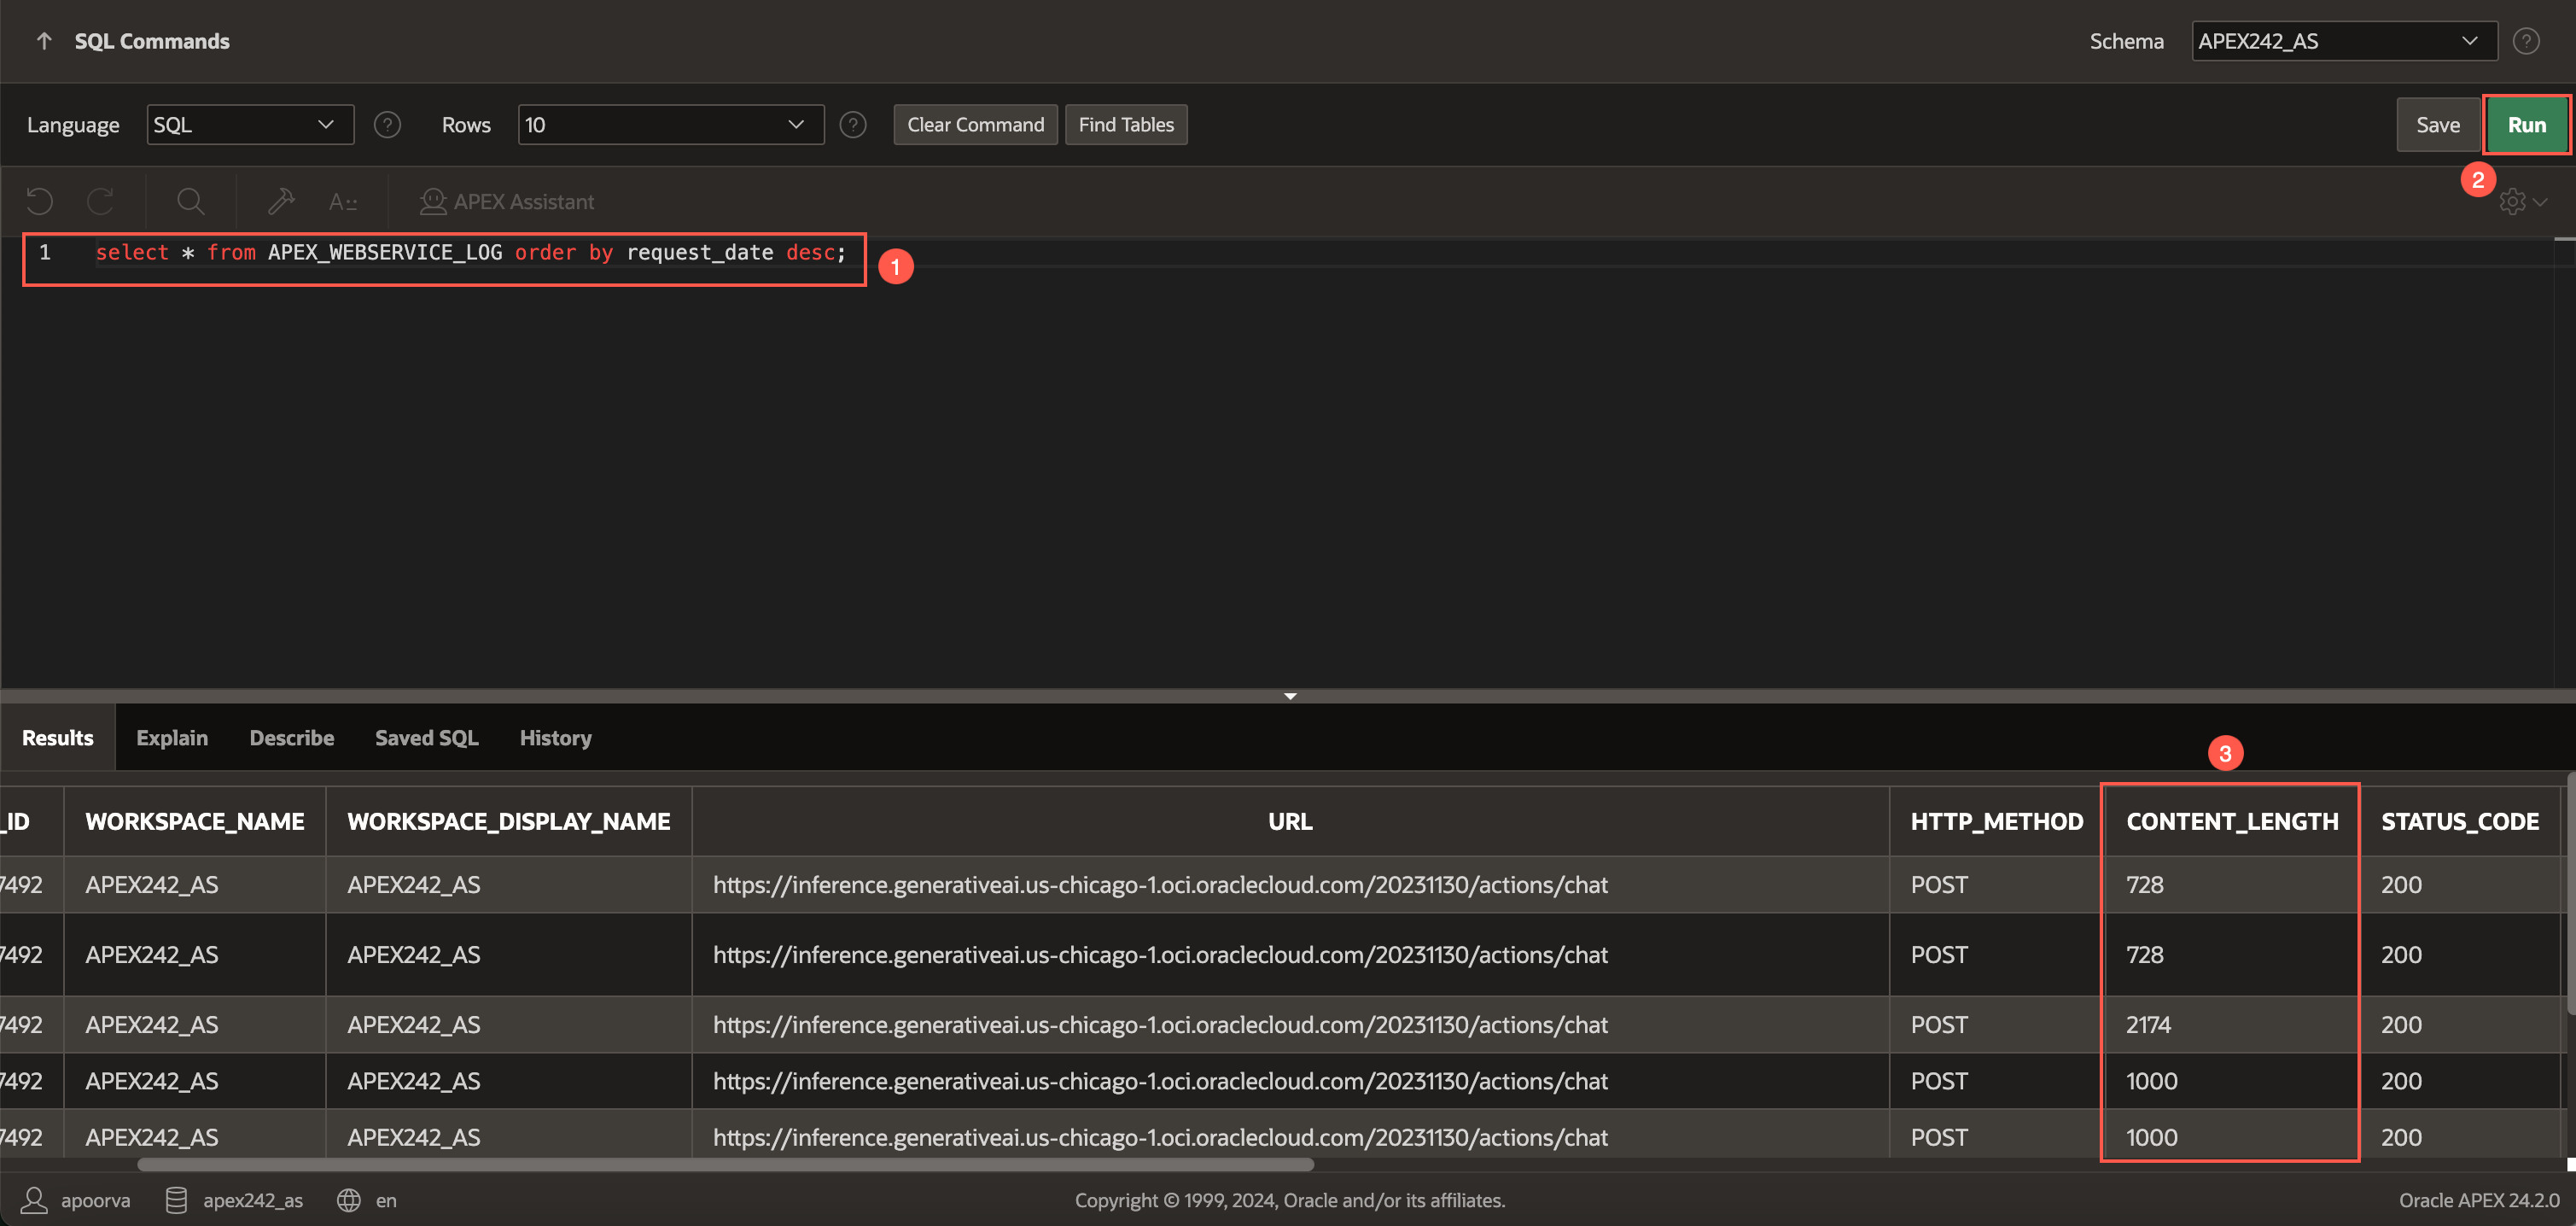 SQL Commands Schema APEX242_AS ?
Language SQL ? Rows 10 ? Clear Command Find Tables Save Run
2
APEX Assistant
1 select * from APEX_WEBSERVICE_LOG order by request_date desc; 1
Results Explain Describe Saved SQL History
3
_ID WORKSPACE_NAME WORKSPACE_DISPLAY_NAME URL HTTP_METHOD CONTENT_LENGTH STATUS_CODE
7492 APEX242_AS APEX242_AS https://inference.generativeai.us-chicago-1.oci.oraclecloud.com/20231130/actions/chat POST 728 200
7492 APEX242_AS APEX242_AS https://inference.generativeai.us-chicago-1.oci.oraclecloud.com/20231130/actions/chat POST 728 200
7492 APEX242_AS APEX242_AS https://inference.generativeai.us-chicago-1.oci.oraclecloud.com/20231130/actions/chat POST 2174 200
7492 APEX242_AS APEX242_AS https://inference.generativeai.us-chicago-1.oci.oraclecloud.com/20231130/actions/chat POST 1000 200
7492 APEX242_AS APEX242_AS https://inference.generativeai.us-chicago-1.oci.oraclecloud.com/20231130/actions/chat POST 1000 200
apoorva apex242_as en Copyright © 1999, 2024, Oracle and/or its affiliates. Oracle APEX 24.2.0